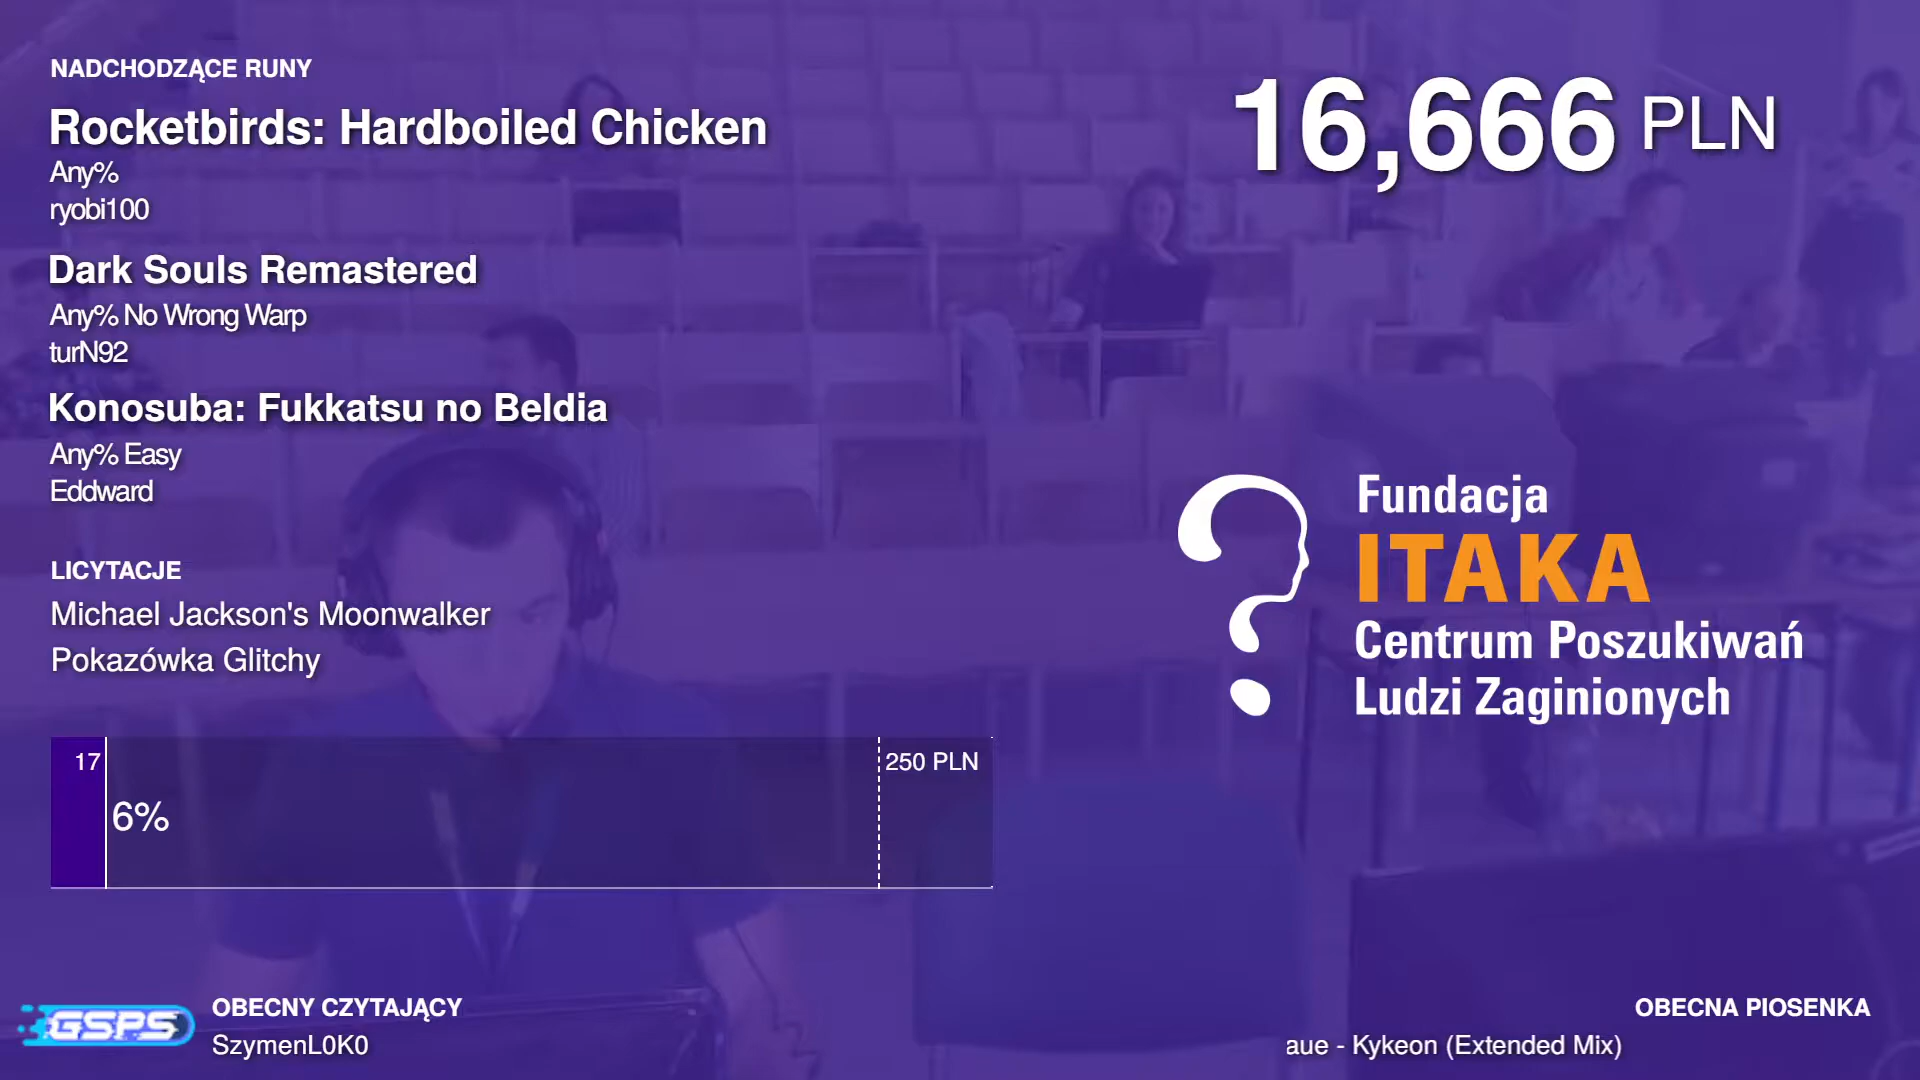 NADCHODZĄCE RUNY
Rocketbirds: Hardboiled Chicken
Any%
ryobi100
Dark Souls Remastered
Any% No Wrong Warp
turN92
Konosuba: Fukkatsu no Beldia
Any% Easy
Eddward
LICYTACJE
Michael Jackson's Moonwalker
Pokazówka Glitchy
17
250 PLN
6%
16,666 PLN
Fundacja
ITAKA
Centrum Poszukiwań
Ludzi Zaginionych
GSPS
OBECNY CZYTAJĄCY
SzymenL0K0
OBECNA PIOSENKA
aue - Kykeon (Extended Mix)